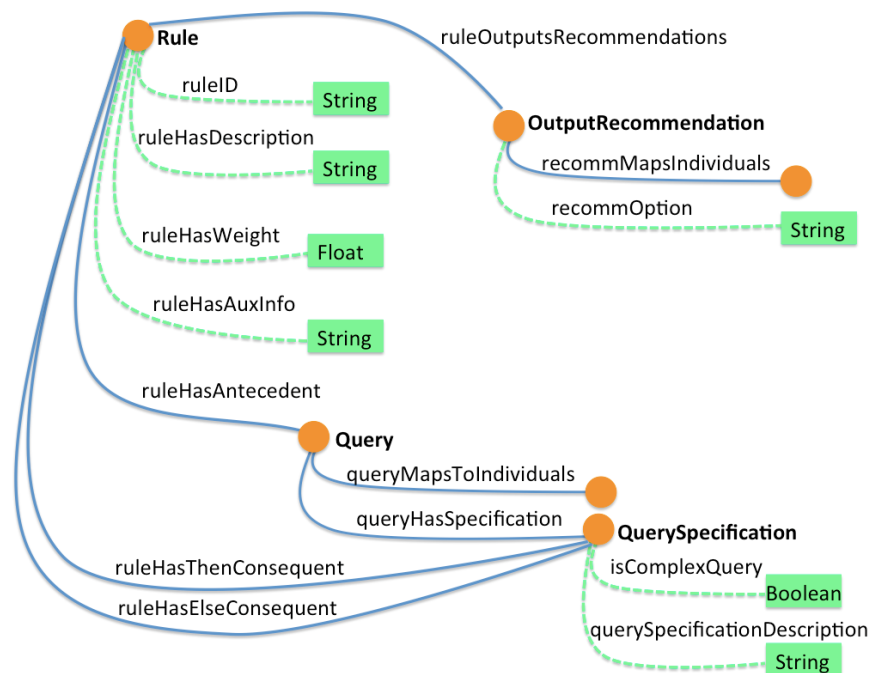 Rule
ruleOutputsRecommendations
ruleID
String
ruleHasDescription
String
OutputRecommendation
recommMapsIndividuals
recommOption
String
ruleHasWeight
Float
ruleHasAuxInfo
String
ruleHasAntecedent
Query
queryMapsToIndividuals
queryHasSpecification
QuerySpecification
ruleHasThenConsequent
isComplexQuery
Boolean
ruleHasElseConsequent
querySpecificationDescription
String